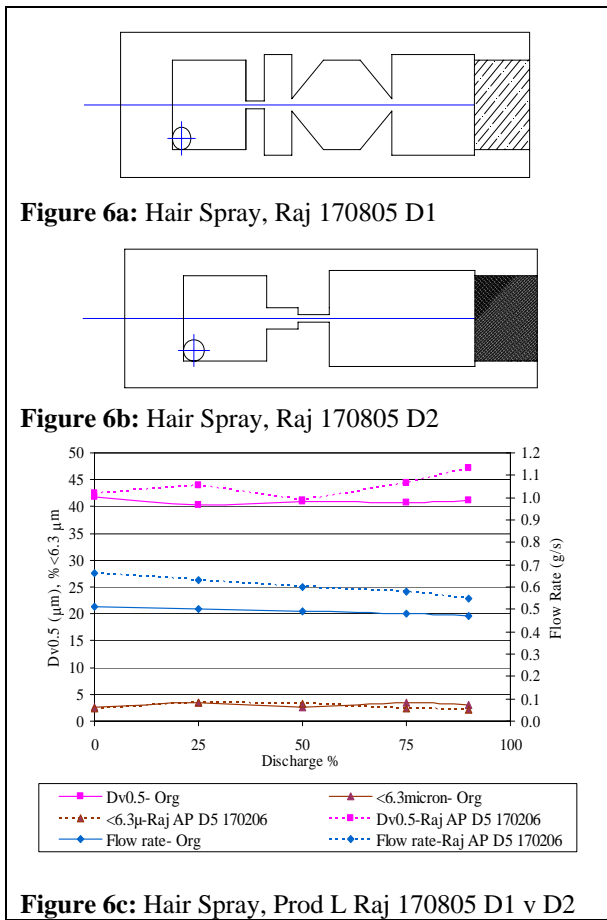 Figure 6a: Hair Spray, Raj 170805 D1
Figure 6b: Hair Spray, Raj 170805 D2
50
45
40
35
30
25
20
15
10
5
0
Dv0.5 (µm), % <6.3 µm
1.2
1.1
1.0
0.9
0.8
0.7
0.6
0.5
0.4
0.3
0.2
0.1
0.0
Flow Rate (g/s)
0 25 50 75 100
Discharge %
Dv0.5- Org <6.3micron- Org
<6.3µ-Raj AP D5 170206 Dv0.5-Raj AP D5 170206
Flow rate- Org Flow rate-Raj AP D5 170206
Figure 6c: Hair Spray, Prod L Raj 170805 D1 v D2